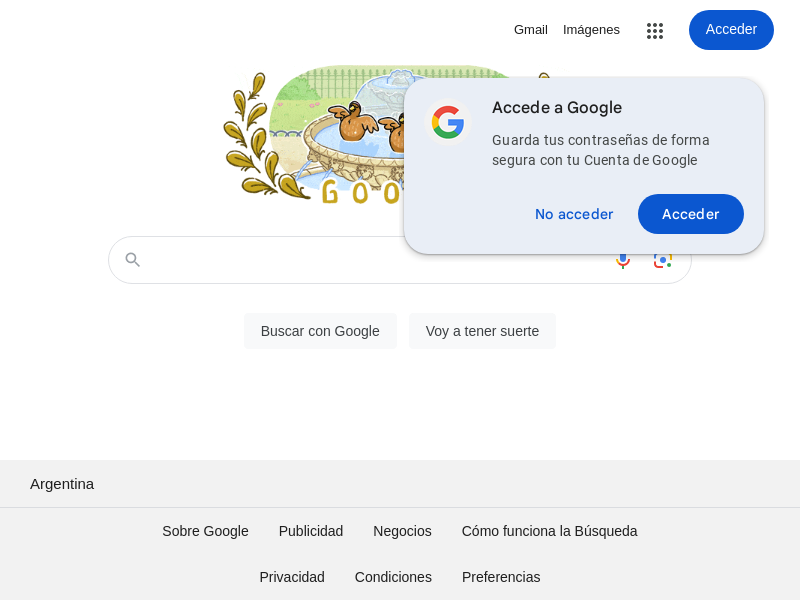 Gmail
Imágenes
Acceder
Accede a Google
Guarda tus contraseñas de forma
segura con tu Cuenta de Google
No acceder
Acceder
G O O
Buscar con Google
Voy a tener suerte
Argentina
Sobre Google
Publicidad
Negocios
Cómo funciona la Búsqueda
Privacidad
Condiciones
Preferencias